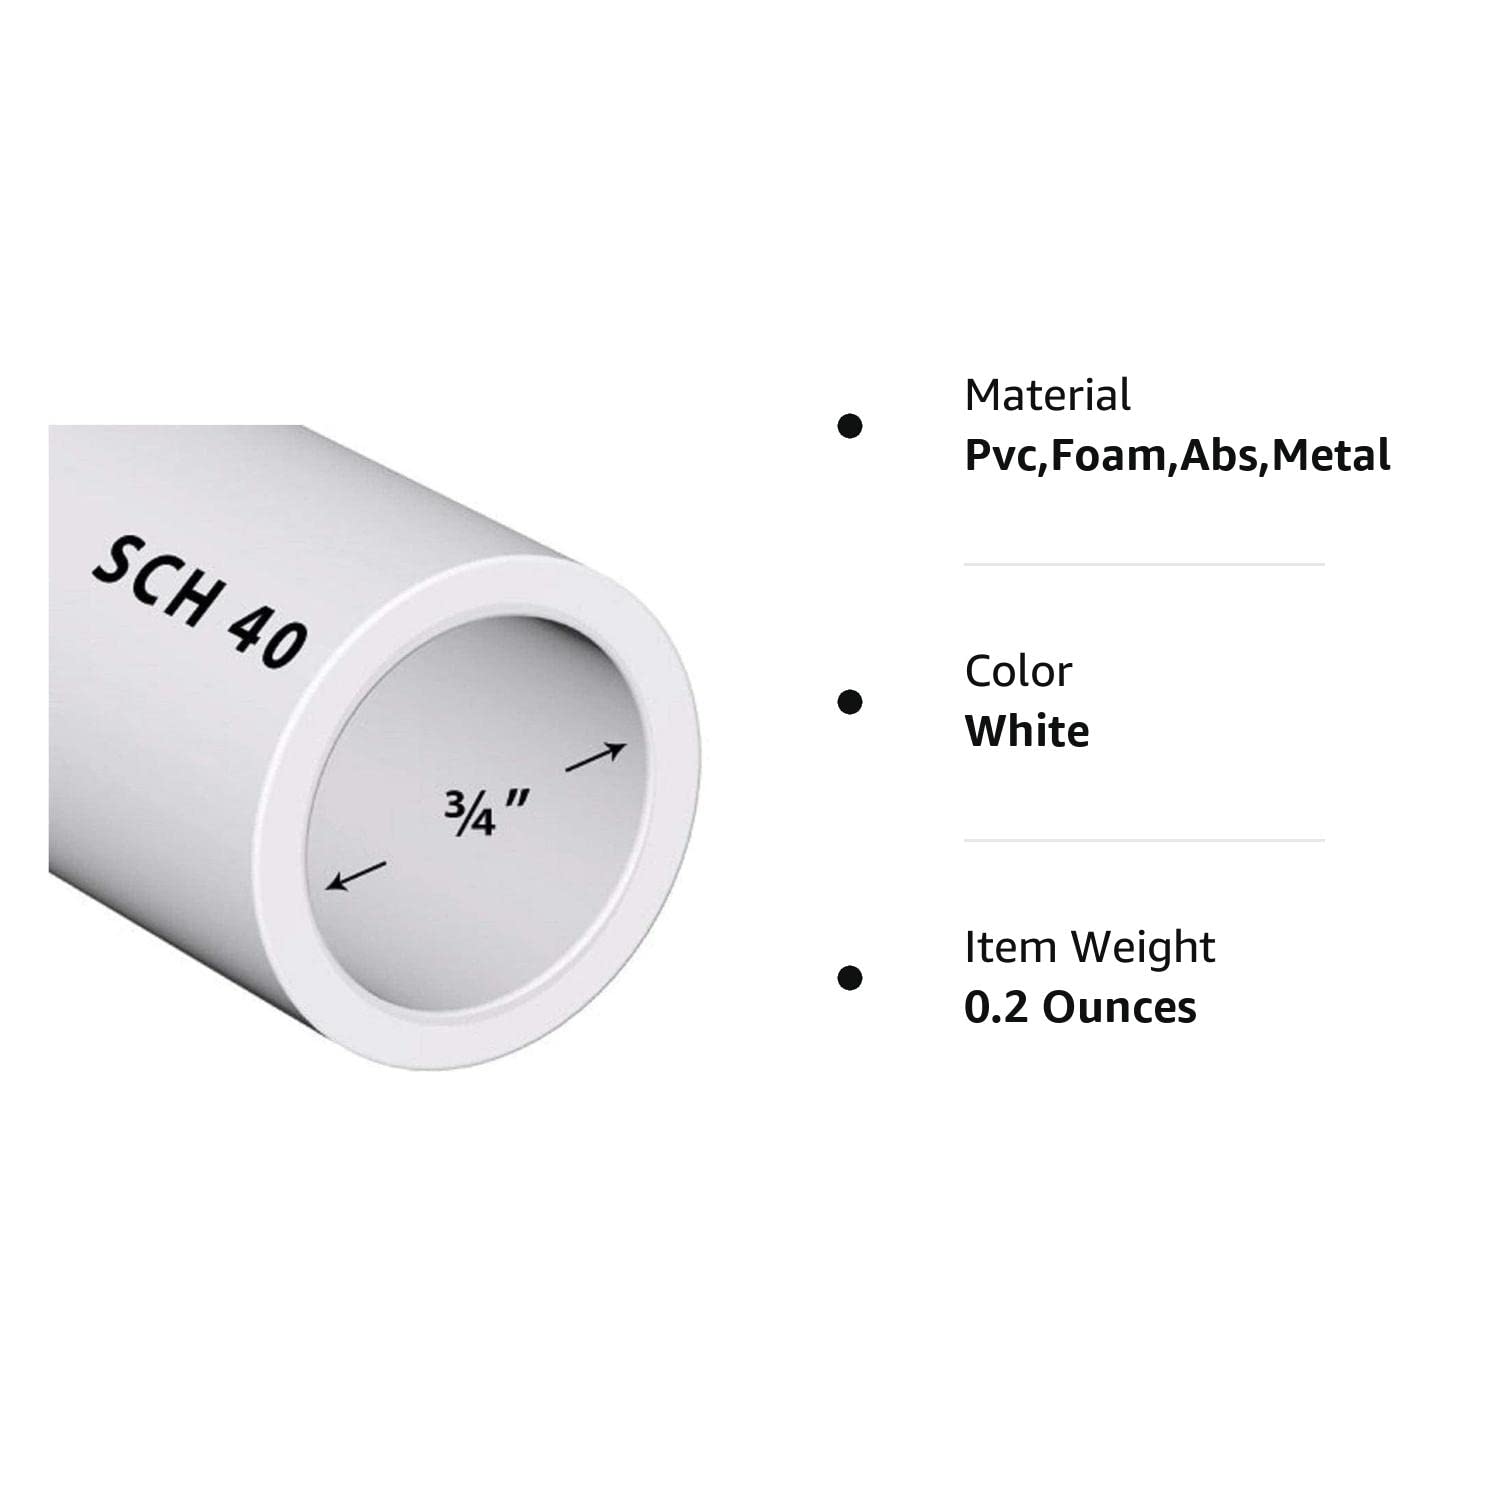 SCH 40
¾"
Material
Pvc,Foam,Abs,Metal
Color
White
Item Weight
0.2 Ounces